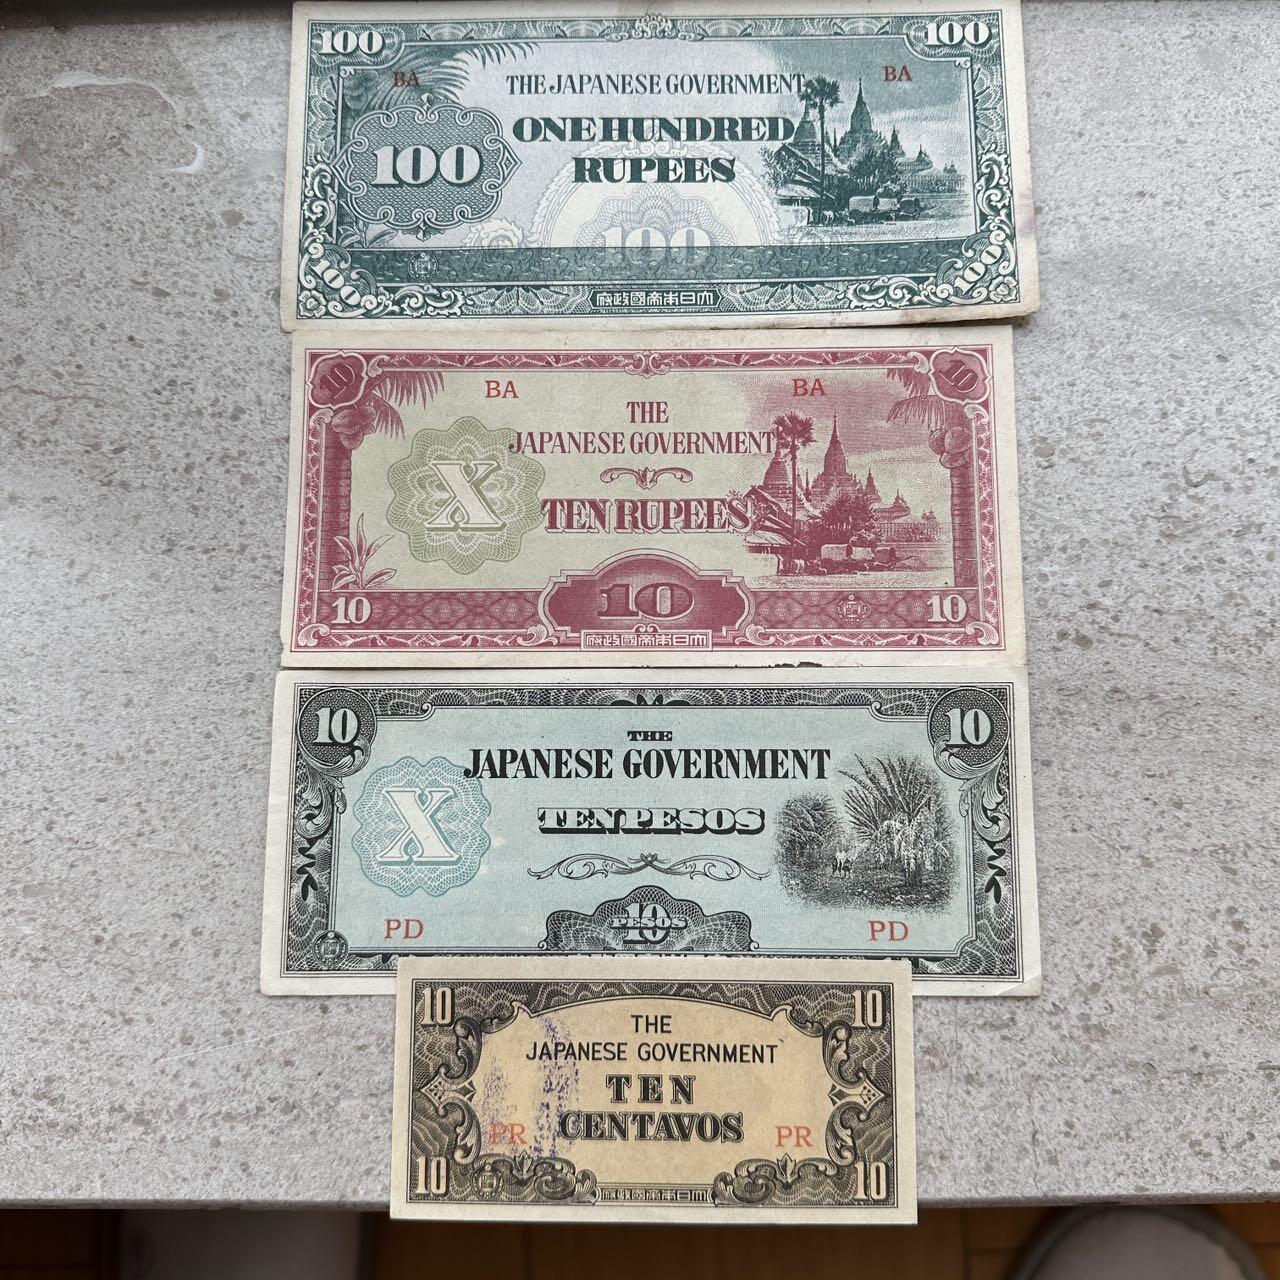 100 100
BA BA
THE JAPANESE GOVERNMENT
ONE HUNDRED
100
RUPEES
100
100 100
府政國帝本日大
10 10
BA BA
THE
JAPANESE GOVERNMENT
X
TEN RUPEES
10 10 10
府政國帝本日大
10 10
THE
JAPANESE GOVERNMENT
X
TEN PESOS
PD PD
10
PESOS
10 10
THE
JAPANESE GOVERNMENT
TEN
PR CENTAVOS PR
10 10
府政國帝本日大